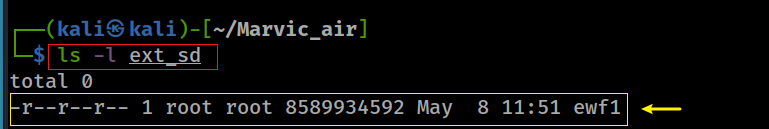 ┌──(kali㉿kali)-[~/Marvic_air]
└─$ ls -l ext_sd
total 0
-r--r--r-- 1 root root 8589934592 May  8 11:51 ewf1